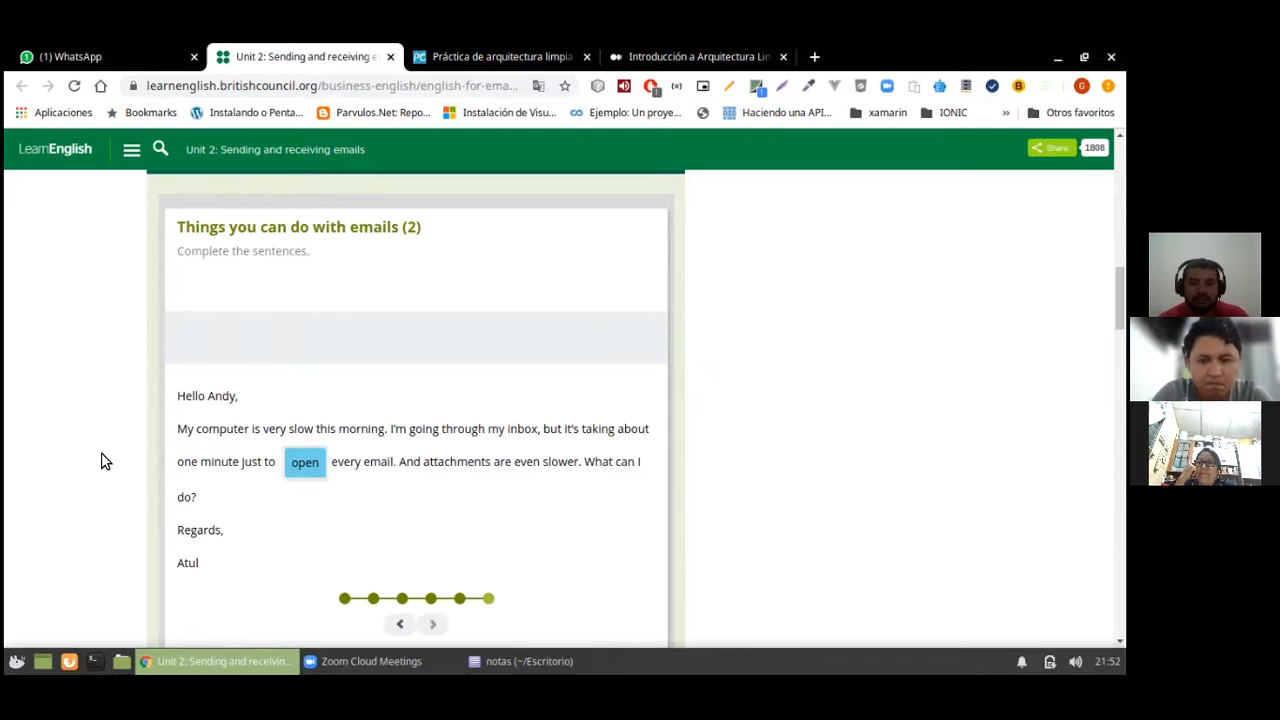 (1) WhatsApp
Unit 2: Sending and receiving e
Práctica de arquitectura limpia
Introducción a Arquitectura Lim
learnenglish.britishcouncil.org/business-english/english-for-ema...
Aplicaciones
Bookmarks
Instalando o Penta...
Parvulos.Net: Repo...
Instalación de Visu...
Ejemplo: Un proye...
Haciendo una API...
xamarin
IONIC
»
Otros favoritos
LearnEnglish
Unit 2: Sending and receiving emails
Share
1808
Things you can do with emails (2)
Complete the sentences.
Hello Andy,
My computer is very slow this morning. I'm going through my inbox, but it's taking about
one minute just to open every email. And attachments are even slower. What can I
do?
Regards,
Atul
Unit 2: Sending and receivin...
Zoom Cloud Meetings
notas (~/Escritorio)
21:52